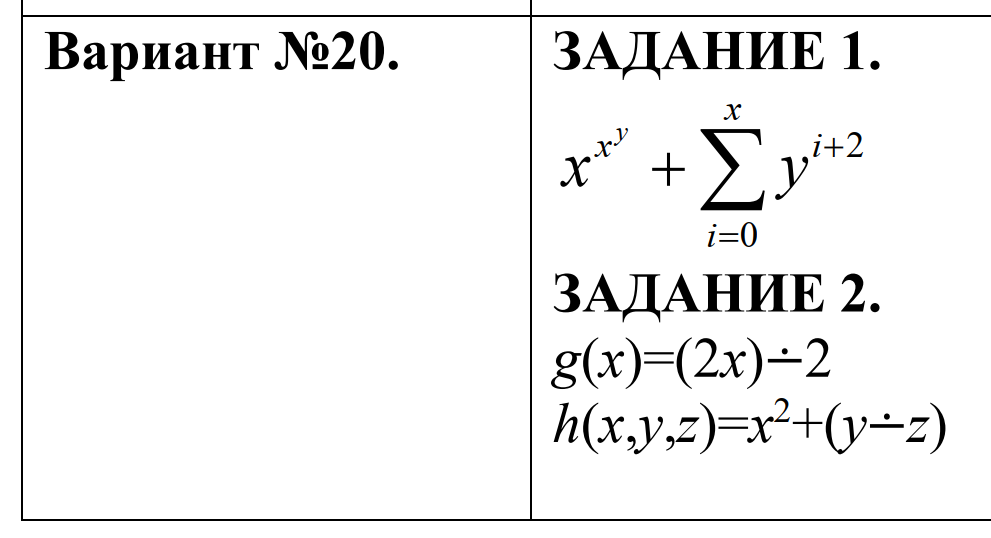 Вариант №20.
ЗАДАНИЕ 1.
x^{x^y} + \sum_{i=0}^{x} y^{i+2}
ЗАДАНИЕ 2.
g(x)=(2x)∸2
h(x,y,z)=x²+(y∸z)